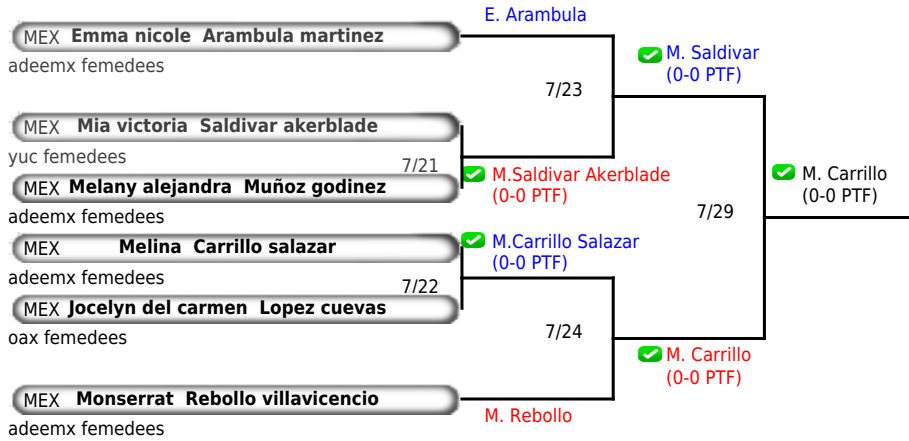 E. Arambula
MEX Emma nicole Arambula martinez
adeemx femedees
M. Saldivar
(0-0 PTF)
7/23
MEX Mia victoria Saldivar akerblade
yuc femedees
7/21
MEX Melany alejandra Muñoz godinez
adeemx femedees
M.Saldivar Akerblade
(0-0 PTF)
M. Carrillo
(0-0 PTF)
7/29
MEX Melina Carrillo salazar
adeemx femedees
M.Carrillo Salazar
(0-0 PTF)
7/22
MEX Jocelyn del carmen Lopez cuevas
oax femedees
7/24
M. Carrillo
(0-0 PTF)
MEX Monserrat Rebollo villavicencio
adeemx femedees
M. Rebollo